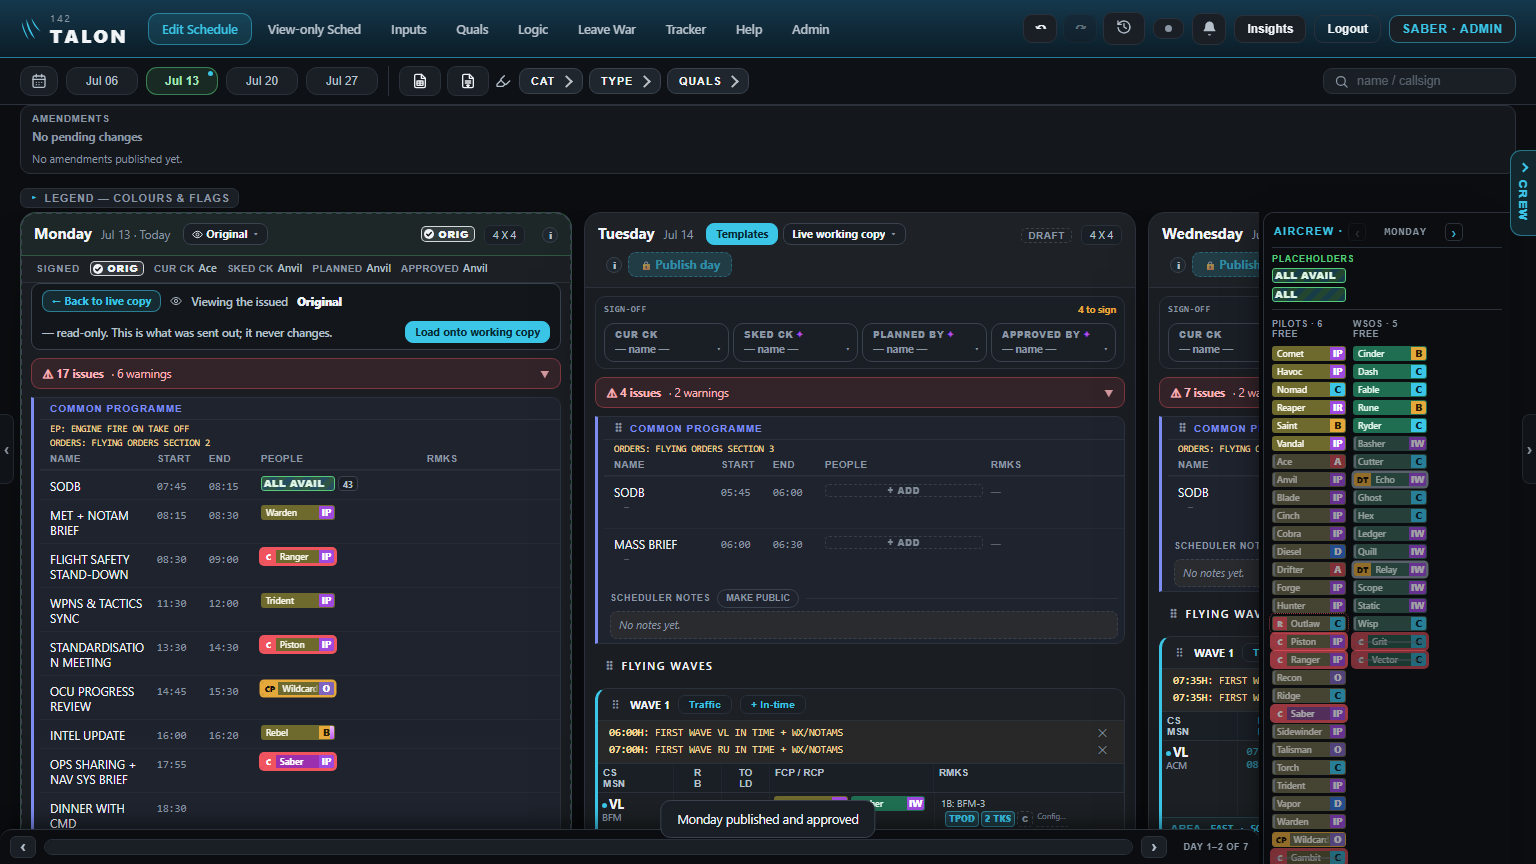 142
TALON
Edit Schedule
View-only Sched
Inputs
Quals
Logic
Leave War
Tracker
Help
Admin
Insights
Logout
SABER · ADMIN
Jul 06
Jul 13
Jul 20
Jul 27
CAT
TYPE
QUALS
name / callsign
AMENDMENTS
No pending changes
No amendments published yet.
LEGEND — COLOURS & FLAGS
CREW
Monday Jul 13 · Today
Original
ORIG
4 X 4
i
SIGNED ORIG CUR CK Ace SKED CK Anvil PLANNED Anvil APPROVED Anvil
← Back to live copy
Viewing the issued Original
— read-only. This is what was sent out; it never changes.
Load onto working copy
17 issues · 6 warnings
COMMON PROGRAMME
EP: ENGINE FIRE ON TAKE OFF
ORDERS: FLYING ORDERS SECTION 2
NAME START END PEOPLE RMKS
SODB 07:45 08:15 ALL AVAIL 43
MET + NOTAM BRIEF 08:15 08:30 Warden IP
FLIGHT SAFETY STAND-DOWN 08:30 09:00 C Ranger IP
WPNS & TACTICS SYNC 11:30 12:00 Trident IP
STANDARDISATIO
N MEETING 13:30 14:30 C Piston IP
OCU PROGRESS REVIEW 14:45 15:30 CP Wildcard O
INTEL UPDATE 16:00 16:20 Rebel B
OPS SHARING + NAV SYS BRIEF 17:55 C Saber IP
DINNER WITH CMD 18:30
Tuesday Jul 14
Templates
Live working copy
DRAFT
4 X 4
i
Publish day
SIGN-OFF
4 to sign
CUR CK
— name —
SKED CK
— name —
PLANNED BY
— name —
APPROVED BY
— name —
4 issues · 2 warnings
COMMON PROGRAMME
ORDERS: FLYING ORDERS SECTION 3
NAME START END PEOPLE RMKS
SODB 05:45 06:00 + ADD —
–
MASS BRIEF 06:00 06:30 + ADD —
–
SCHEDULER NOTES
MAKE PUBLIC
No notes yet.
FLYING WAVES
WAVE 1
Traffic
+ In-time
06:00H: FIRST WAVE VL IN TIME + WX/NOTAMS
07:00H: FIRST WAVE RU IN TIME + WX/NOTAMS
CS
MSN
R
B
TO
LD
FCP / RCP
RMKS
VL
BFM
IW
1B: BFM-3
TPOD
2 TKS
C
Config...
Monday published and approved
Wednesday
i
SIGN-OFF
CUR CK
— name —
7 issues
COMMON P
ORDERS: FLYING O
NAME
SODB
–
SCHEDULER NOT
No notes yet.
FLYING WAV
WAVE 1
07:35H: FIRST W
07:35H: FIRST W
CS
MSN
VL
ACM
AIRCREW ·
MONDAY
PLACEHOLDERS
ALL AVAIL
ALL
PILOTS · 6 FREE
WSOS · 5 FREE
Comet IP
Havoc IP
Nomad C
Reaper IR
Saint B
Vandal IP
Ace A
Anvil IP
Blade IP
Cinch IP
Cobra IP
Diesel D
Drifter A
Forge IP
Hunter IP
R Outlaw C
C Piston IP
C Ranger IP
Recon O
Ridge C
C Saber IP
Sidewinder IP
Talisman O
Torch C
Trident IP
Vapor D
Warden IP
CP Wildcard O
C Gambit C
Cinder B
Dash C
Fable C
Rune B
Ryder C
Basher IW
Cutter C
DT Echo IW
Ghost C
Hex C
Ledger IW
Quill IW
DT Relay IW
Scope IW
Static IW
Wisp C
C Grit C
C Vector C
DAY 1–2 OF 7